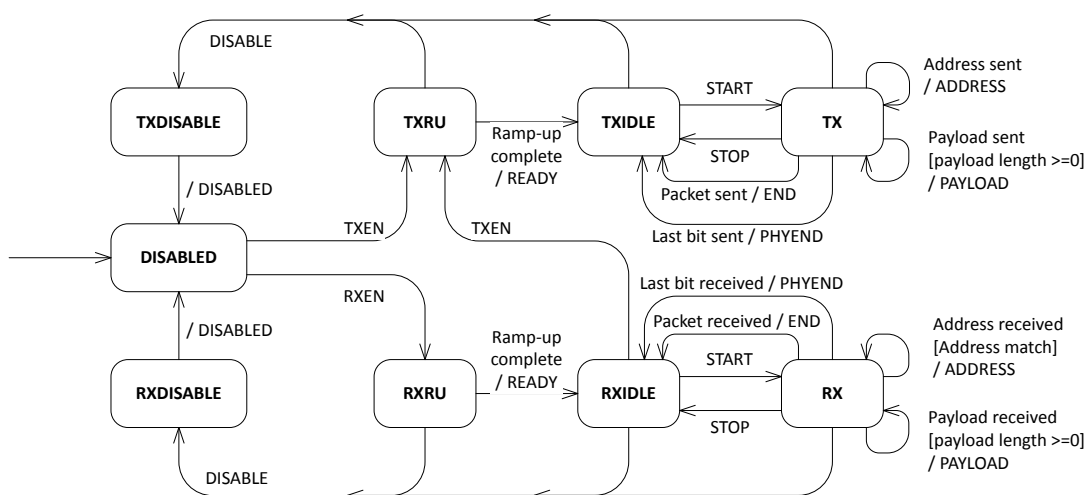 DISABLE
START
Address sent
/ ADDRESS
TXDISABLE
TXRU
TXIDLE
TX
Ramp-up
complete
/ READY
STOP
Payload sent
[payload length >=0]
/ PAYLOAD
/ DISABLED
Packet sent / END
TXEN
TXEN
Last bit sent / PHYEND
DISABLED
RXEN
Last bit received / PHYEND
/ DISABLED
Packet received / END
Ramp-up
complete
/ READY
START
Address received
[Address match]
/ ADDRESS
RXDISABLE
RXRU
RXIDLE
RX
STOP
Payload received
[payload length >=0]
/ PAYLOAD
DISABLE